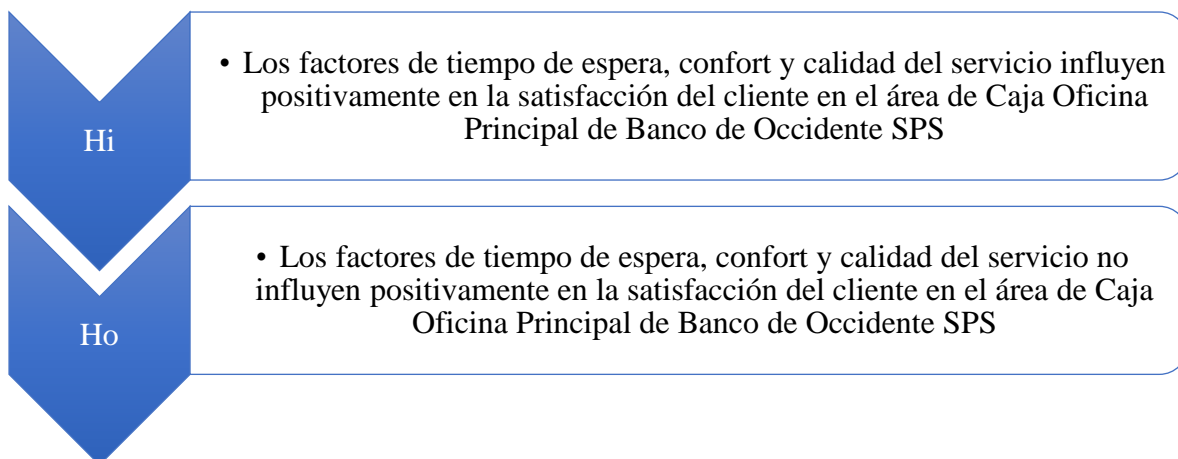 Hi
• Los factores de tiempo de espera, confort y calidad del servicio influyen
positivamente en la satisfacción del cliente en el área de Caja Oficina
Principal de Banco de Occidente SPS
Ho
• Los factores de tiempo de espera, confort y calidad del servicio no
influyen positivamente en la satisfacción del cliente en el área de Caja
Oficina Principal de Banco de Occidente SPS